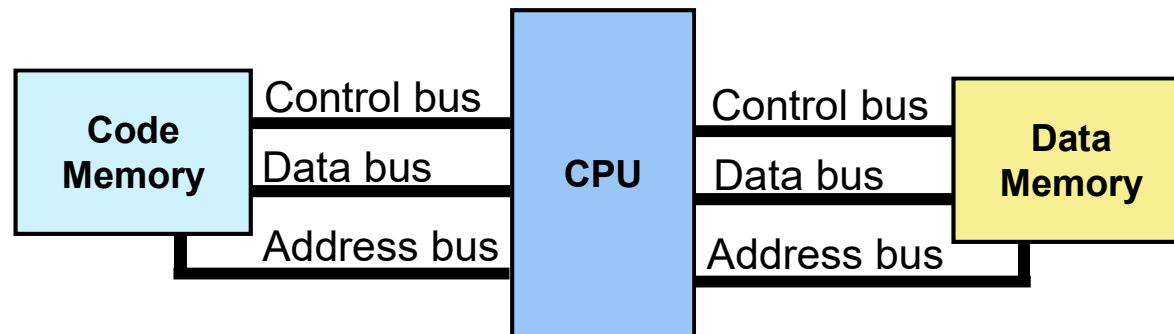 Code
Memory
Control bus
Data bus
Address bus
CPU
Control bus
Data bus
Address bus
Data
Memory